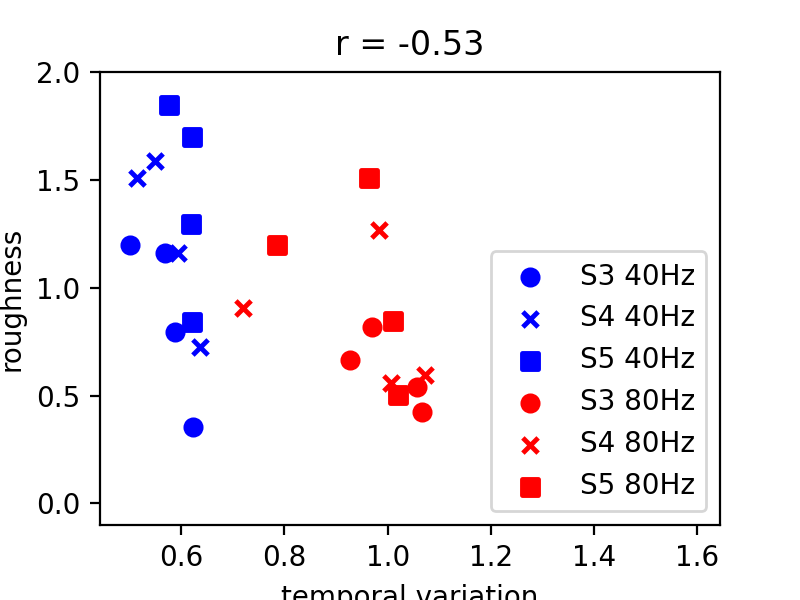 r = -0.53
2.0
1.5
1.0
0.5
0.0
roughness
S3 40Hz
S4 40Hz
S5 40Hz
S3 80Hz
S4 80Hz
S5 80Hz
0.6 0.8 1.0 1.2 1.4 1.6
temporal variation